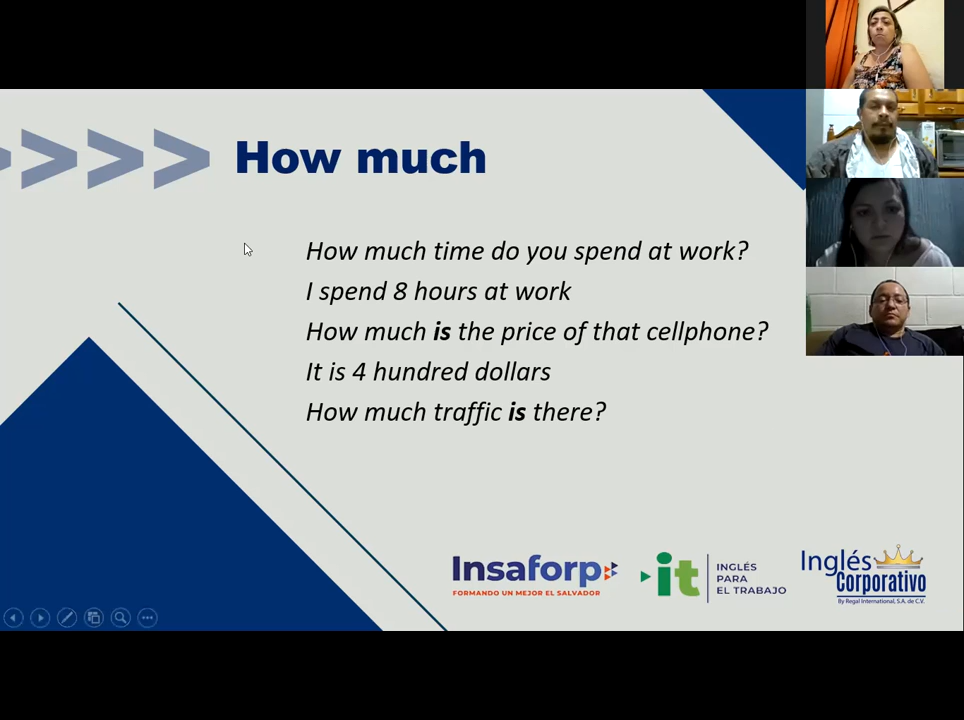 How much
How much time do you spend at work?
I spend 8 hours at work
How much is the price of that cellphone?
It is 4 hundred dollars
How much traffic is there?
Insaforp
FORMANDO UN MEJOR EL SALVADOR
it
INGLÉS
PARA
EL TRABAJO
Inglés
Corporativo
By Regal International, S.A. de C.V.